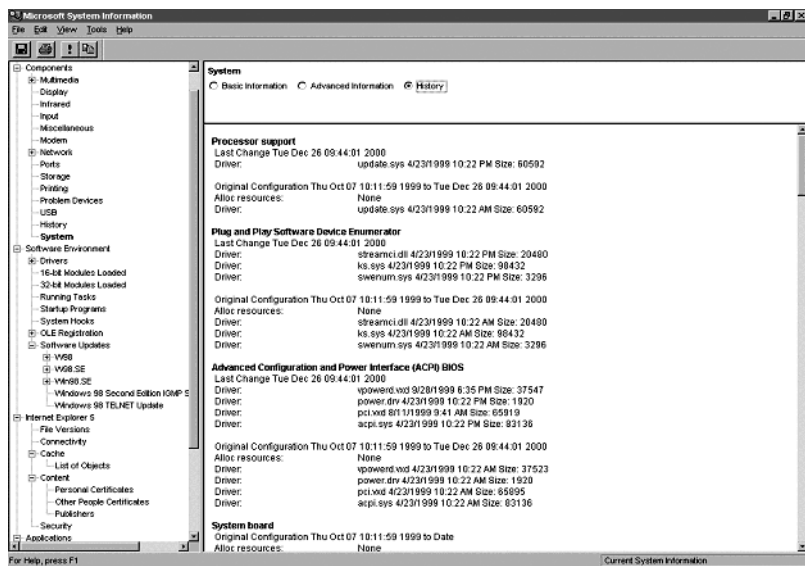 Microsoft System Information
File Edit View Tools Help
Components
Multimedia
Display
Infrared
Input
Miscellaneous
Modem
Network
Ports
Storage
Printing
Problem Devices
USB
History
System
Software Environment
Drivers
16-bit Modules Loaded
32-bit Modules Loaded
Running Tasks
Startup Programs
System Hooks
OLE Registration
Software Updates
W98
W98.SE
Win98.SE
Windows 98 Second Edition IGMP S
Windows 98 TELNET Update
Internet Explorer 5
File Versions
Connectivity
Cache
List of Objects
Content
Personal Certificates
Other People Certificates
Publishers
Security
Applications
System
Basic Information Advanced Information History
Processor support
Last Change Tue Dec 26 09:44:01 2000
Driver: update.sys 4/23/1999 10:22 PM Size: 60592
Original Configuration Thu Oct 07 10:11:59 1999 to Tue Dec 26 09:44:01 2000
Alloc resources: None
Driver: update.sys 4/23/1999 10:22 AM Size: 60592
Plug and Play Software Device Enumerator
Last Change Tue Dec 26 09:44:01 2000
Driver: streamci.dll 4/23/1999 10:22 PM Size: 20480
Driver: ks.sys 4/23/1999 10:22 PM Size: 98432
Driver: swenum.sys 4/23/1999 10:22 PM Size: 3296
Original Configuration Thu Oct 07 10:11:59 1999 to Tue Dec 26 09:44:01 2000
Alloc resources: None
Driver: streamci.dll 4/23/1999 10:22 AM Size: 20480
Driver: ks.sys 4/23/1999 10:22 AM Size: 98432
Driver: swenum.sys 4/23/1999 10:22 AM Size: 3296
Advanced Configuration and Power Interface (ACPI) BIOS
Last Change Tue Dec 26 09:44:01 2000
Driver: vpowerd.vxd 9/28/1999 6:35 PM Size: 37547
Driver: power.drv 4/23/1999 10:22 PM Size: 1920
Driver: pci.vxd 8/11/1999 9:41 AM Size: 65919
Driver: acpi.sys 4/23/1999 10:22 PM Size: 83136
Original Configuration Thu Oct 07 10:11:59 1999 to Tue Dec 26 09:44:01 2000
Alloc resources: None
Driver: vpowerd.vxd 4/23/1999 10:22 AM Size: 37523
Driver: power.drv 4/23/1999 10:22 AM Size: 1920
Driver: pci.vxd 4/23/1999 10:22 AM Size: 65895
Driver: acpi.sys 4/23/1999 10:22 AM Size: 83136
System board
Original Configuration Thu Oct 07 10:11:59 1999 to Date
Alloc resources: None
For Help, press F1
Current System Information